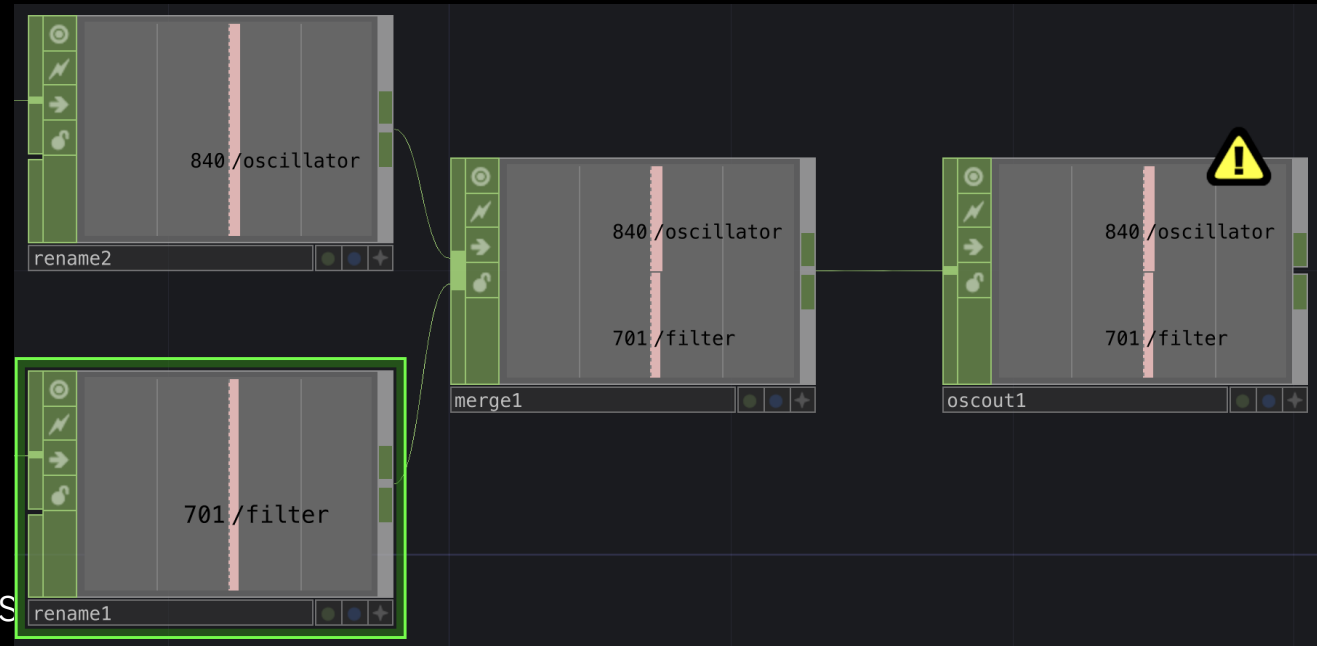 840 /oscillator
rename2
840 /oscillator
701 /filter
merge1
840 /oscillator
701 /filter
oscout1
701 /filter
S
rename1